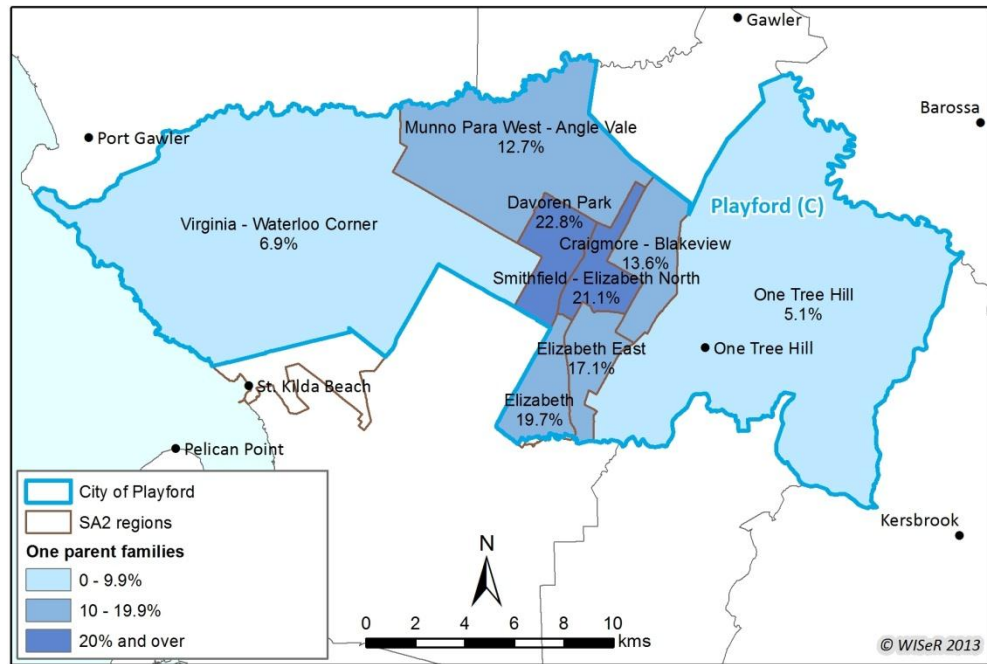 Gawler
Barossa
Port Gawler
Munno Para West - Angle Vale
12.7%
Davoren Park
22.8%
Playford (C)
Virginia - Waterloo Corner
6.9%
Craigmore - Blakeview
13.6%
Smithfield - Elizabeth North
21.1%
One Tree Hill
5.1%
Elizabeth East
17.1%
One Tree Hill
St. Kilda Beach
Elizabeth
19.7%
Pelican Point
Kersbrook
City of Playford
SA2 regions
One parent families
0 - 9.9%
10 - 19.9%
20% and over
N
0 2 4 6 8 10
kms
© WISeR 2013